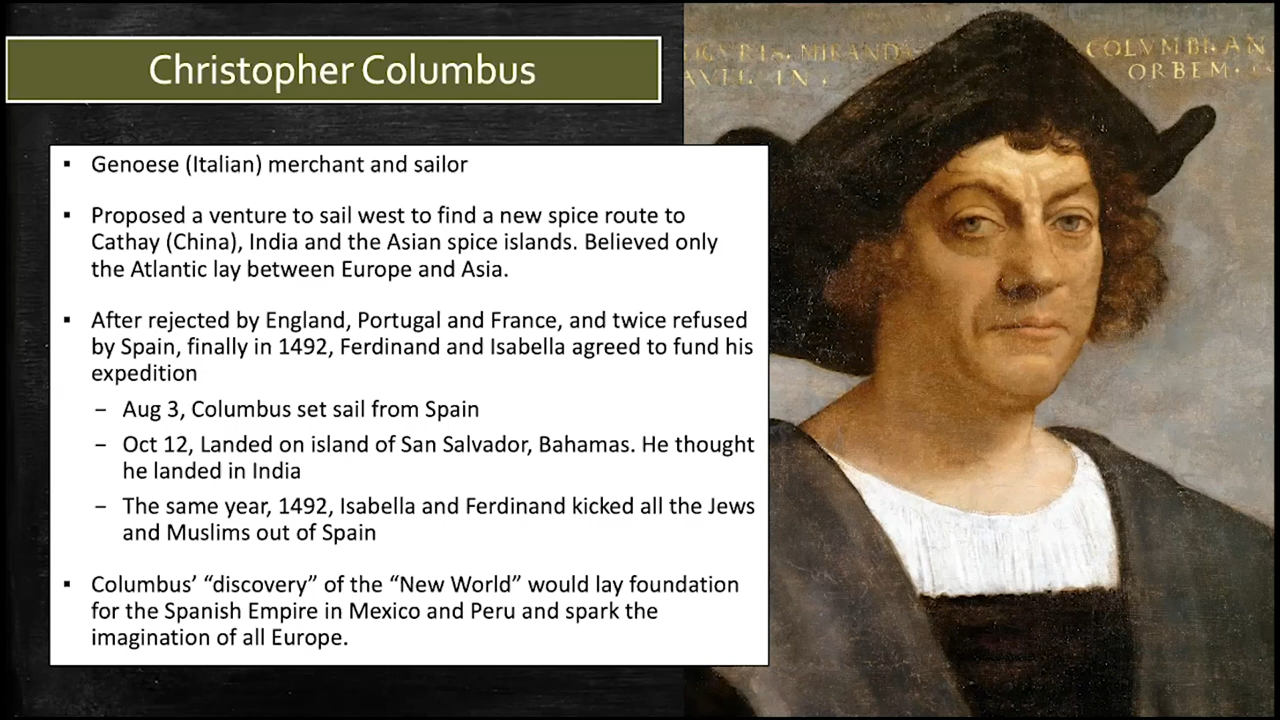 Christopher Columbus
▪ Genoese (Italian) merchant and sailor
▪ Proposed a venture to sail west to find a new spice route to
Cathay (China), India and the Asian spice islands. Believed only
the Atlantic lay between Europe and Asia.
▪ After rejected by England, Portugal and France, and twice refused
by Spain, finally in 1492, Ferdinand and Isabella agreed to fund his
expedition
– Aug 3, Columbus set sail from Spain
– Oct 12, Landed on island of San Salvador, Bahamas. He thought
he landed in India
– The same year, 1492, Isabella and Ferdinand kicked all the Jews
and Muslims out of Spain
▪ Columbus’ “discovery” of the “New World” would lay foundation
for the Spanish Empire in Mexico and Peru and spark the
imagination of all Europe.
MIRANDA
COLVMBI AN
ORBEM